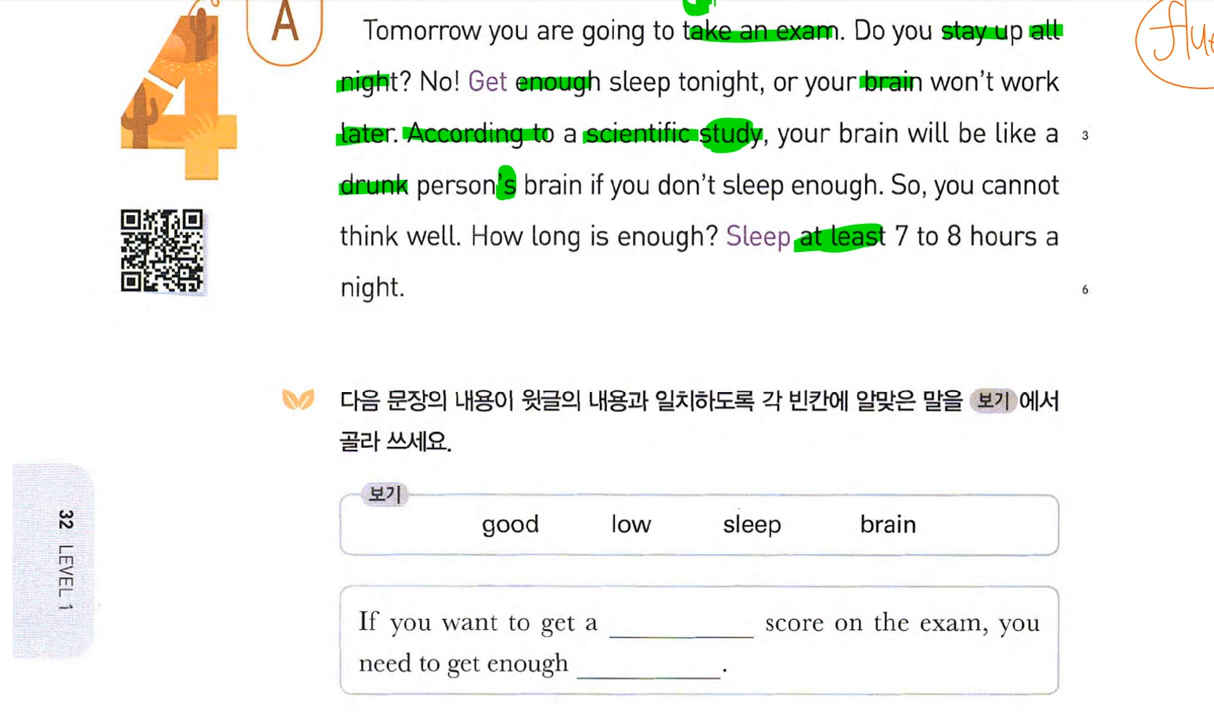 4
A
Tomorrow you are going to take an exam. Do you stay up all
night? No! Get enough sleep tonight, or your brain won't work
later. According to a scientific study, your brain will be like a 3
drunk person's brain if you don't sleep enough. So, you cannot
think well. How long is enough? Sleep at least 7 to 8 hours a
night. 6
다음 문장의 내용이 윗글의 내용과 일치하도록 각 빈칸에 알맞은 말을 보기 에서
골라 쓰세요.
보기
good low sleep brain
If you want to get a __________ score on the exam, you
need to get enough __________.
32 LEVEL 1